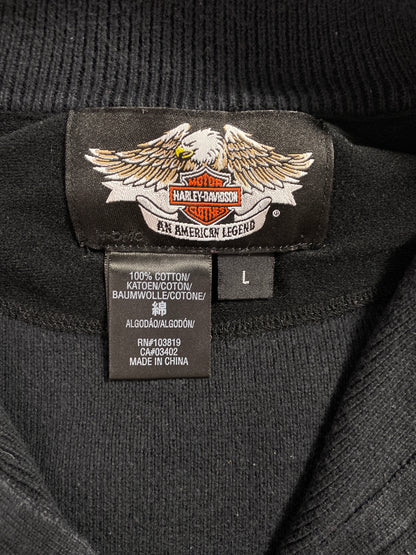 MOTOR
HARLEY-DAVIDSON
CLOTHES
®
AN AMERICAN LEGEND
L
100% COTTON/
KATOEN/COTON/
BAUMWOLLE/COTONE/
綿
ALGODÃO/ALGODÓN/
RN#103819
CA#03402
MADE IN CHINA